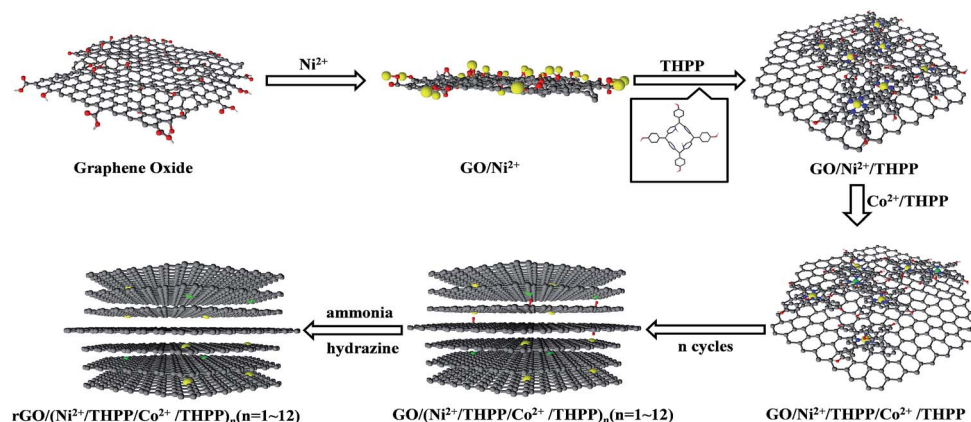 Ni²⁺
THPP
Graphene Oxide
GO/Ni²⁺
GO/Ni²⁺/THPP
Co²⁺/THPP
ammonia
hydrazine
n cycles
rGO/(Ni²⁺/THPP/Co²⁺ /THPP)ₙ(n=1~12)
GO/(Ni²⁺/THPP/Co²⁺ /THPP)ₙ(n=1~12)
GO/Ni²⁺/THPP/Co²⁺ /THPP